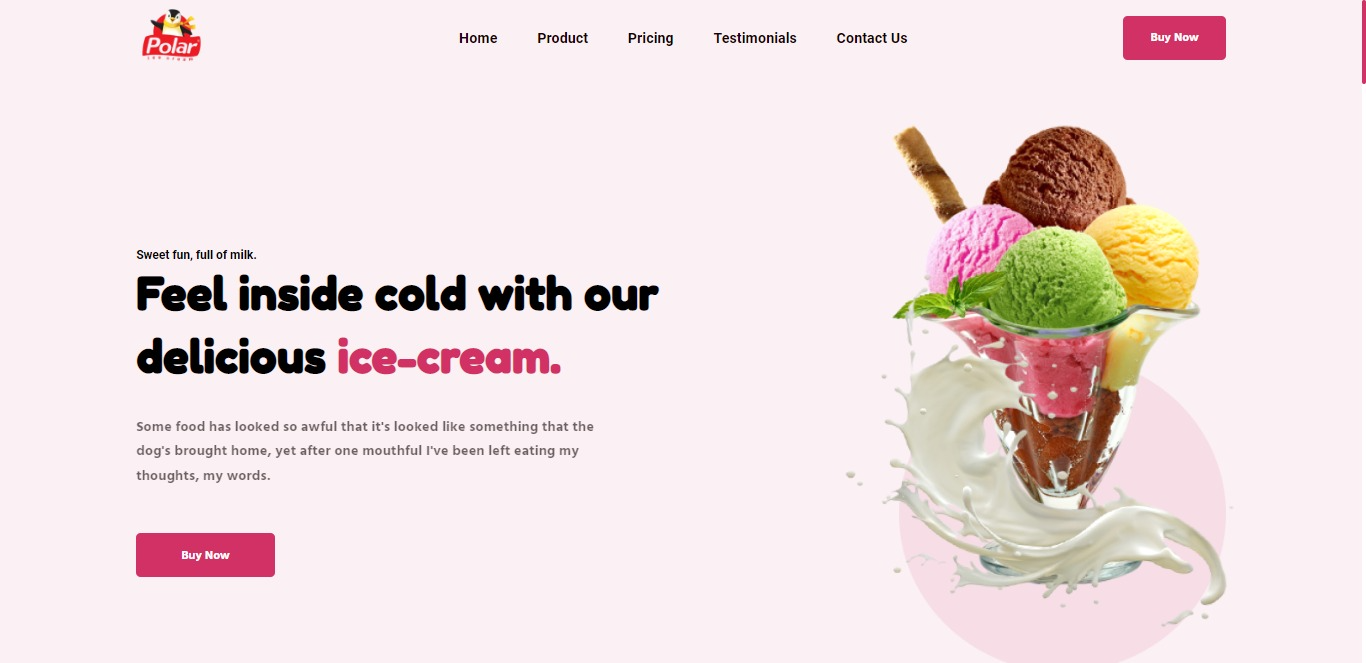 Polar
ice cream
Home
Product
Pricing
Testimonials
Contact Us
Buy Now
Sweet fun, full of milk.
Feel inside cold with our
delicious ice-cream.
Some food has looked so awful that it's looked like something that the
dog's brought home, yet after one mouthful I've been left eating my
thoughts, my words.
Buy Now